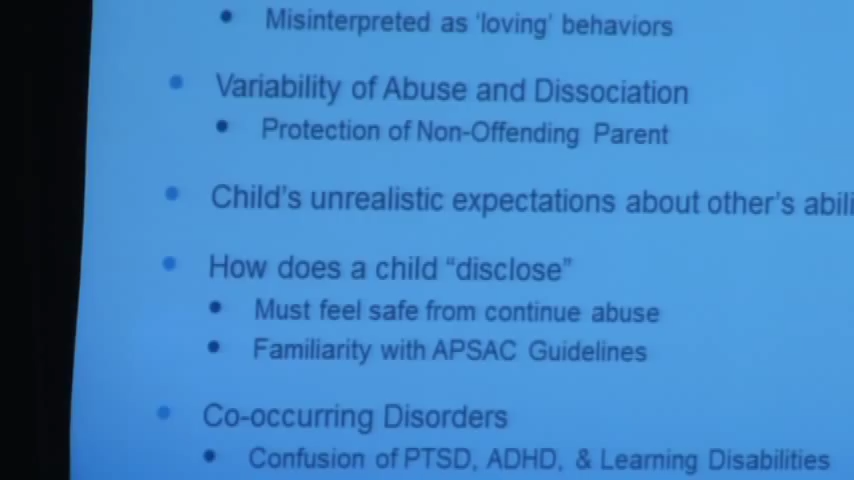 Misinterpreted as 'loving' behaviors
Variability of Abuse and Dissociation
Protection of Non-Offending Parent
Child's unrealistic expectations about other's abili
How does a child "disclose"
Must feel safe from continue abuse
Familiarity with APSAC Guidelines
Co-occurring Disorders
Confusion of PTSD, ADHD, & Learning Disabilities